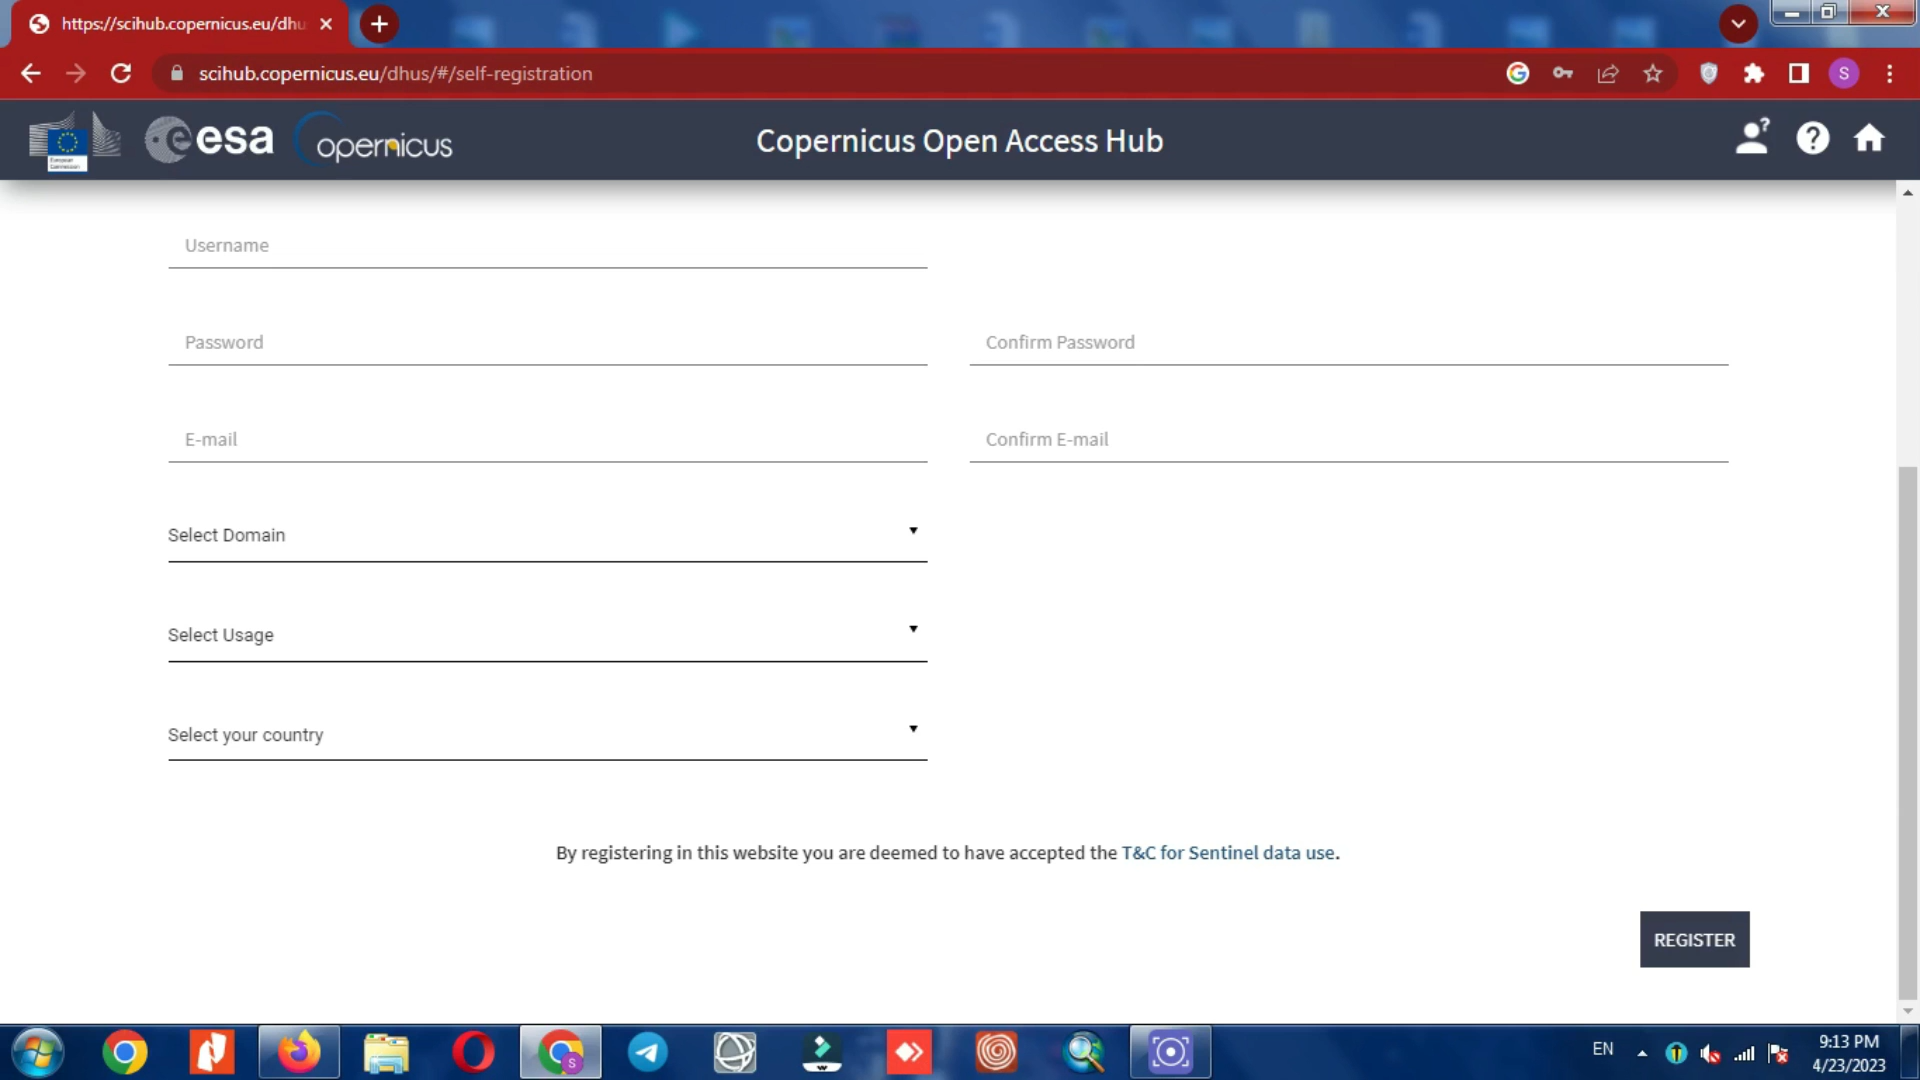 https://scihub.copernicus.eu/dhu
scihub.copernicus.eu/dhus/#/self-registration
S
European
Commission
esa
opernicus
Copernicus Open Access Hub
Username
Password
Confirm Password
E-mail
Confirm E-mail
Select Domain
Select Usage
Select your country
By registering in this website you are deemed to have accepted the T&C for Sentinel data use.
REGISTER
EN
9:13 PM
4/23/2023